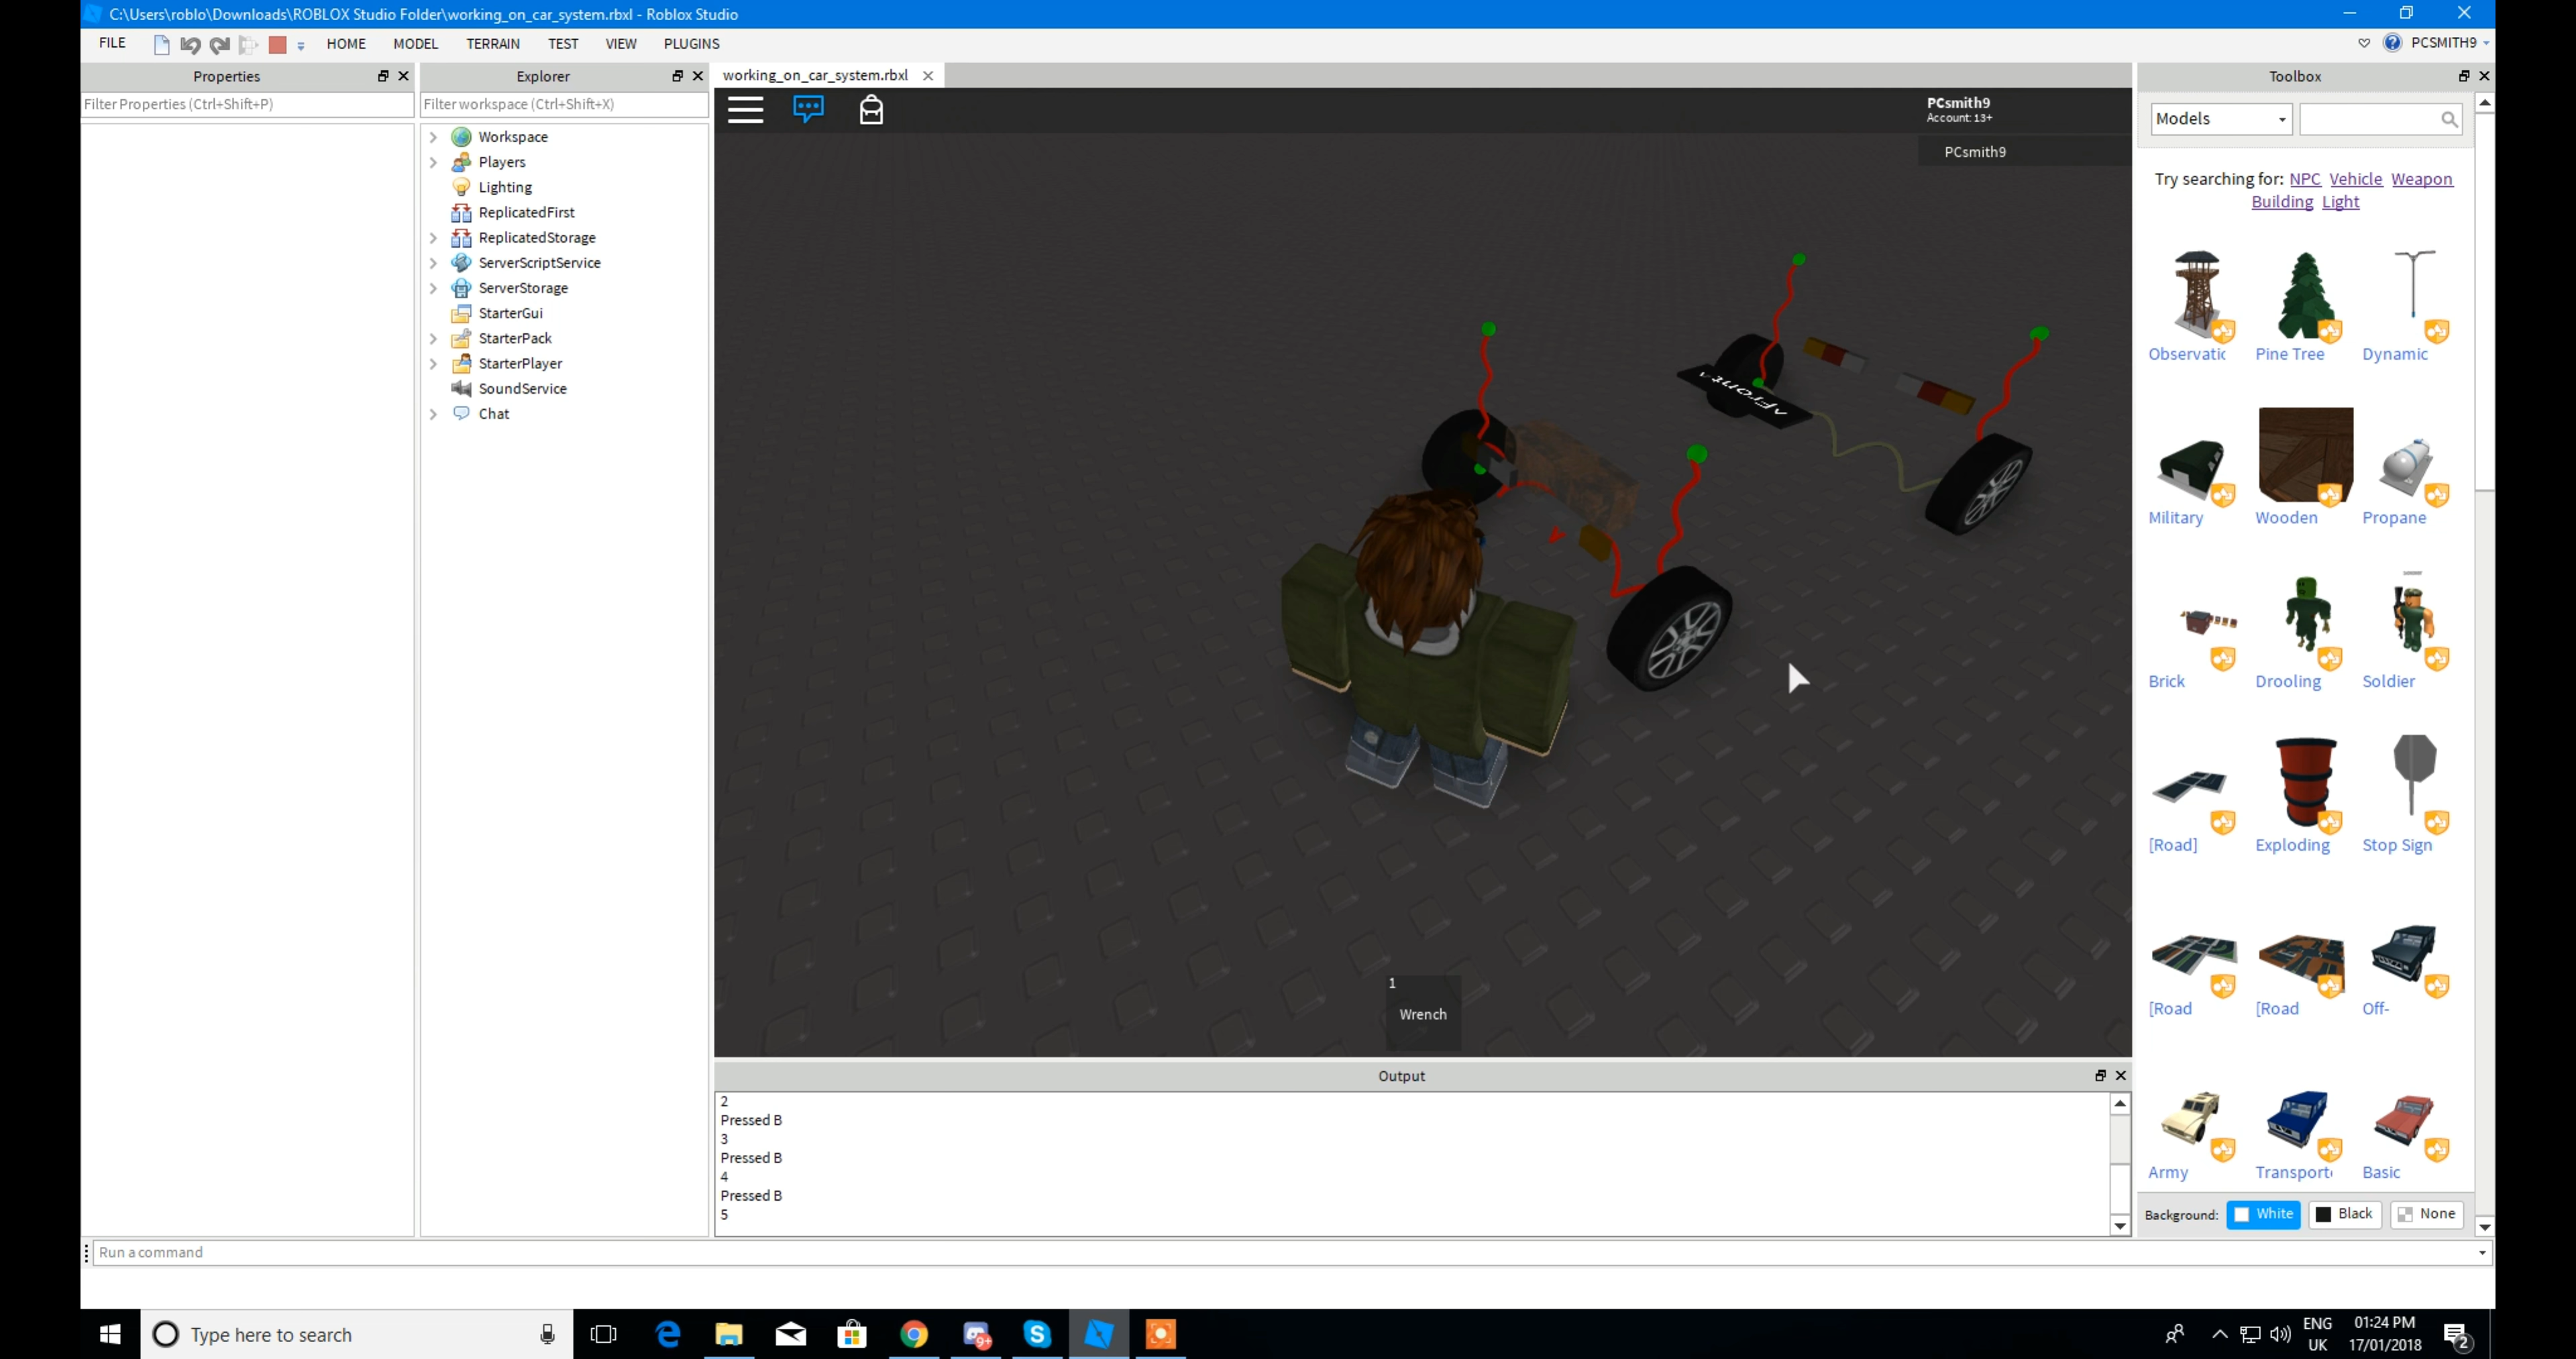 C:\Users\roblo\Downloads\ROBLOX Studio Folder\working_on_car_system.rbxl - Roblox Studio
FILE HOME MODEL TERRAIN TEST VIEW PLUGINS PCSMITH9
Properties
Filter Properties (Ctrl+Shift+P)
Explorer
Filter workspace (Ctrl+Shift+X)
Workspace
Players
Lighting
ReplicatedFirst
ReplicatedStorage
ServerScriptService
ServerStorage
StarterGui
StarterPack
StarterPlayer
SoundService
Chat
working_on_car_system.rbxl
PCsmith9
Account: 13+
PCsmith9
^Front^
1
Wrench
Output
2
Pressed B
3
Pressed B
4
Pressed B
5
Toolbox
Models
Try searching for: NPC Vehicle Weapon
Building Light
Observatic Pine Tree Dynamic
Military Wooden Propane
Brick Drooling Soldier
[Road] Exploding Stop Sign
[Road [Road Off-
Army Transport Basic
Background: White Black None
Run a command
Type here to search
9+
ENG
UK
01:24 PM
17/01/2018
2